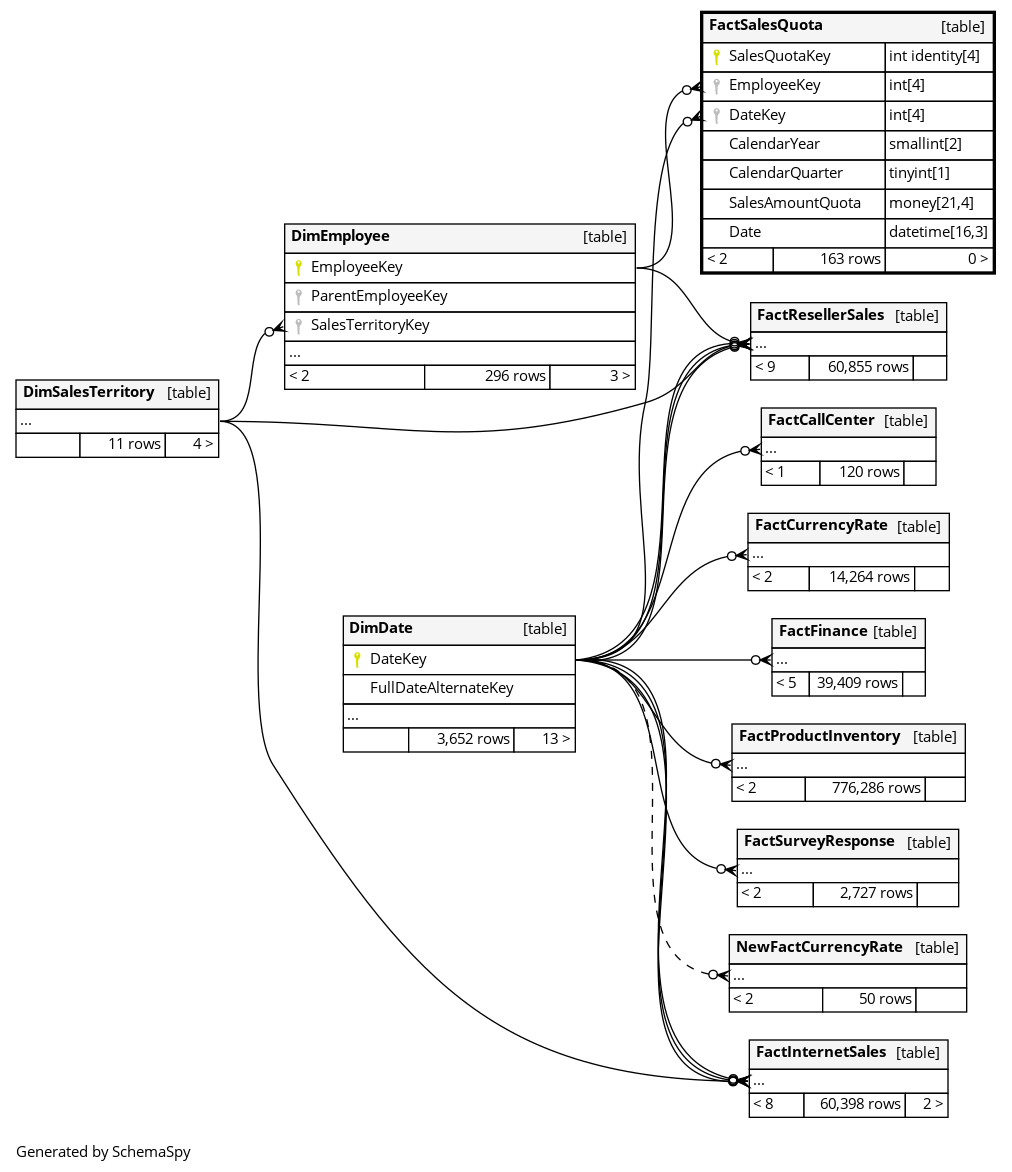 FactSalesQuota [table]
SalesQuotaKey int identity[4]
EmployeeKey int[4]
DateKey int[4]
CalendarYear smallint[2]
CalendarQuarter tinyint[1]
SalesAmountQuota money[21,4]
Date datetime[16,3]
< 2 163 rows 0 >
DimEmployee [table]
EmployeeKey
ParentEmployeeKey
SalesTerritoryKey
...
< 2 296 rows 3 >
FactResellerSales [table]
...
< 9 60,855 rows
DimSalesTerritory [table]
...
11 rows 4 >
FactCallCenter [table]
...
< 1 120 rows
FactCurrencyRate [table]
...
< 2 14,264 rows
DimDate [table]
DateKey
FullDateAlternateKey
...
3,652 rows 13 >
FactFinance [table]
...
< 5 39,409 rows
FactProductInventory [table]
...
< 2 776,286 rows
FactSurveyResponse [table]
...
< 2 2,727 rows
NewFactCurrencyRate [table]
...
< 2 50 rows
FactInternetSales [table]
...
< 8 60,398 rows 2 >
Generated by SchemaSpy